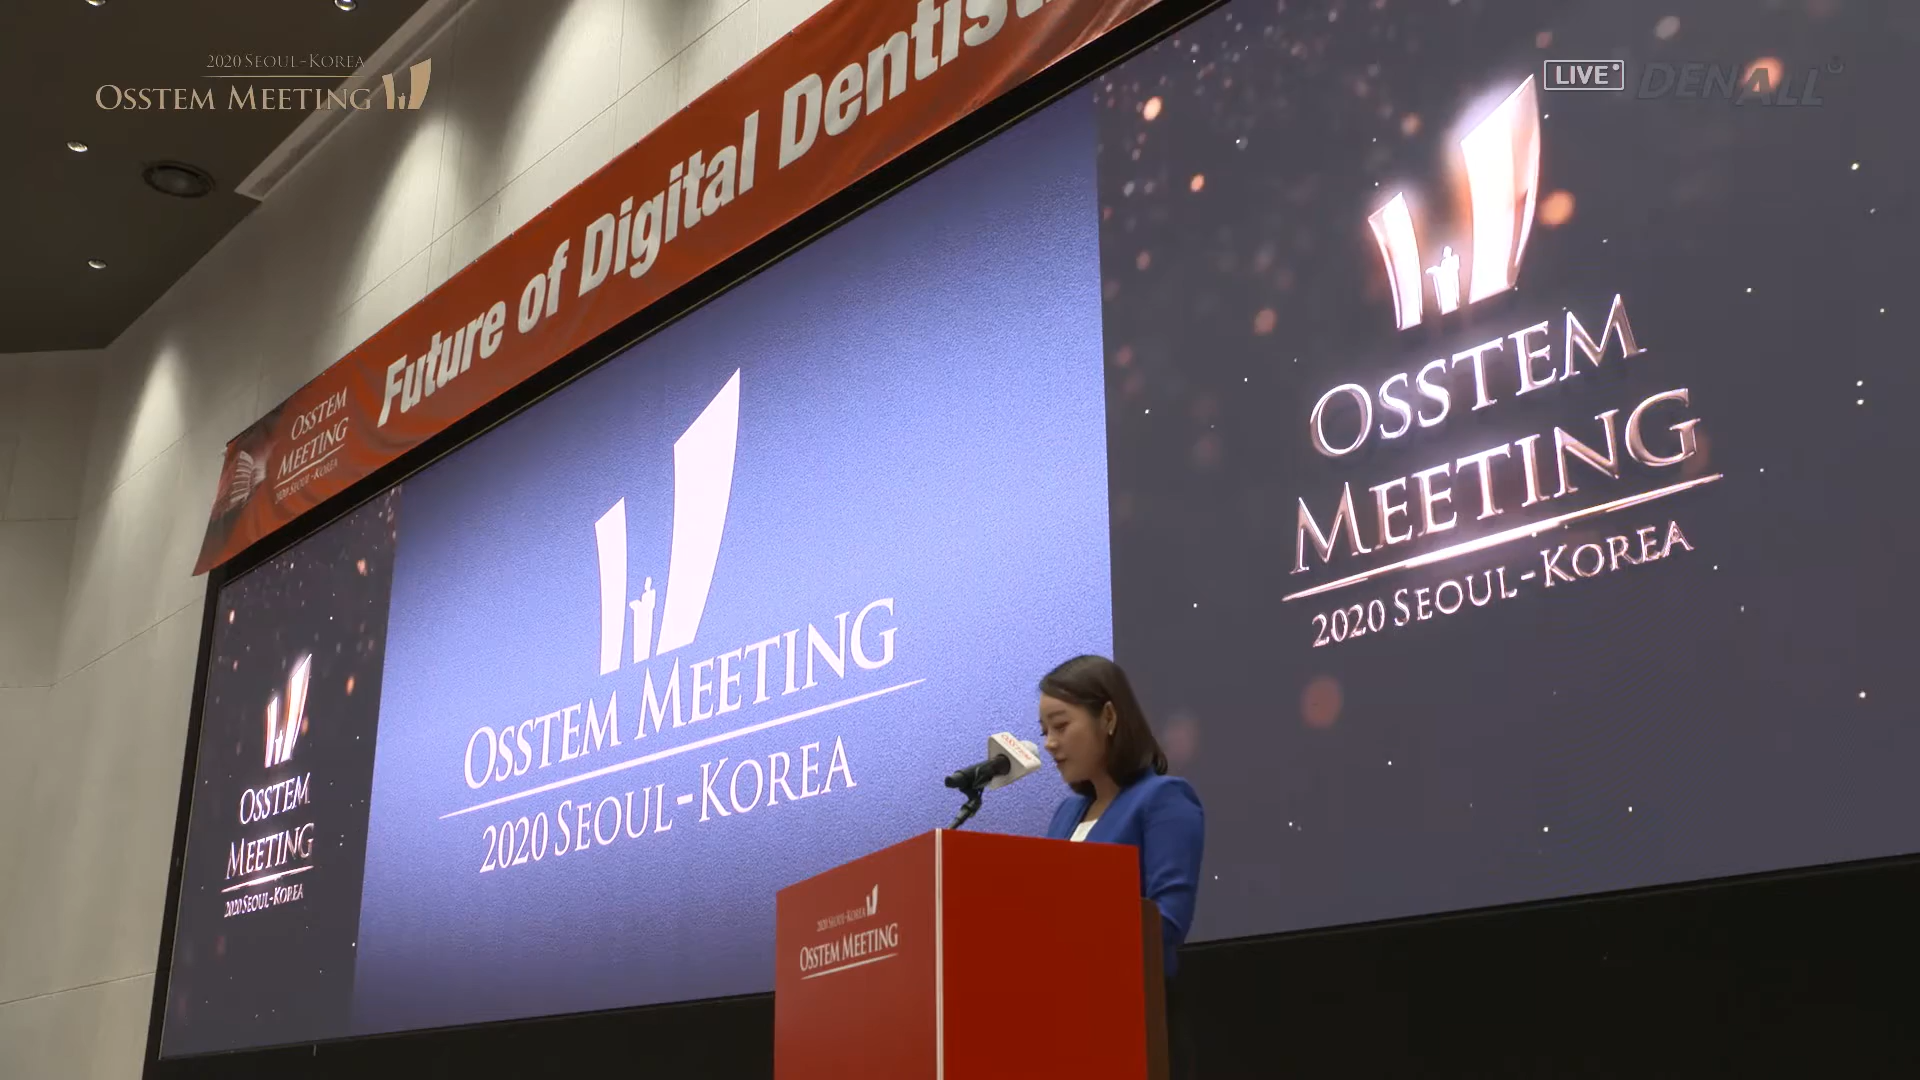 2020 SEOUL-KOREA
OSSTEM MEETING
LIVE
DENALL
Future of Digital
OSSTEM
MEETING
2020 SEOUL-KOREA
OSSTEM
MEETING
2020 SEOUL-KOREA
OSSTEM MEETING
2020 SEOUL-KOREA
OSSTEM
MEETING
2020 SEOUL-KOREA
OSSTEM
2020 SEOUL-KOREA
OSSTEM MEETING